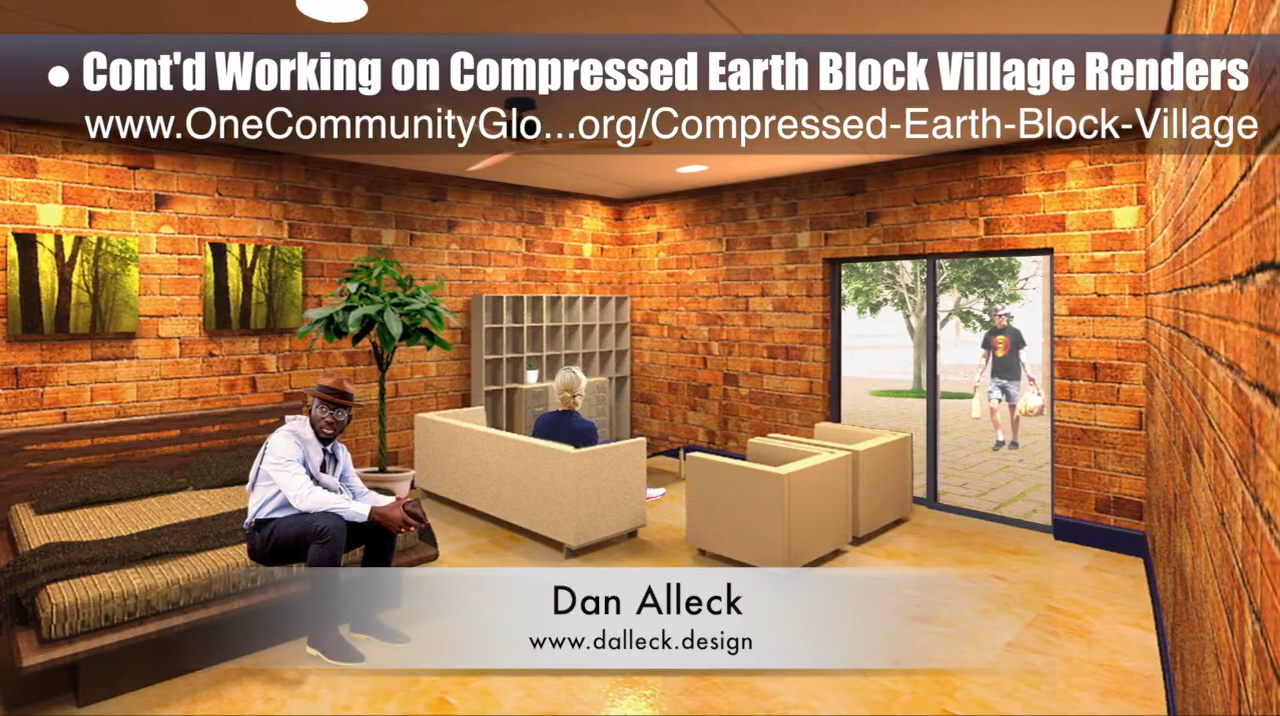 • Cont'd Working on Compressed Earth Block Village Renders
www.OneCommunityGlo...org/Compressed-Earth-Block-Village
Dan Alleck
www.dalleck.design